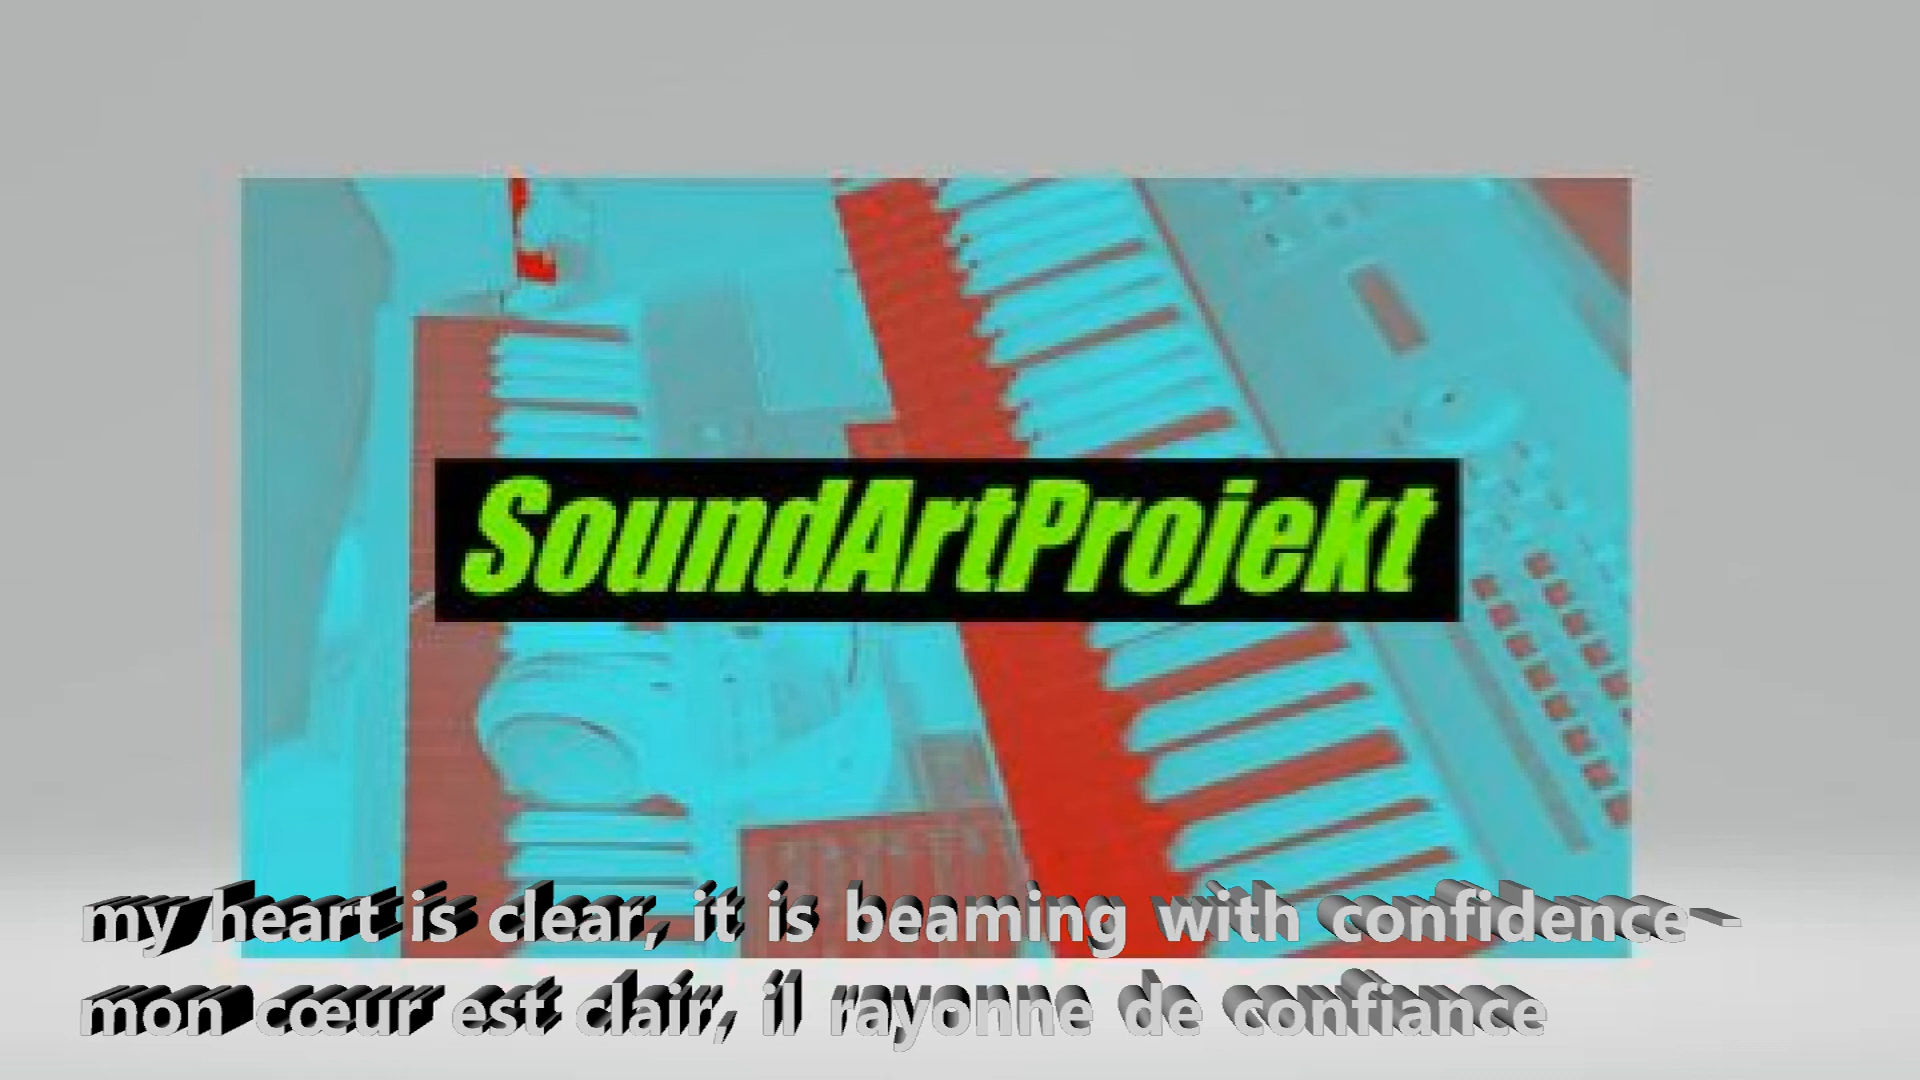 SoundArtProjekt
my heart is clear, it is beaming with confidence -
mon cœur est clair, il rayonne de confiance